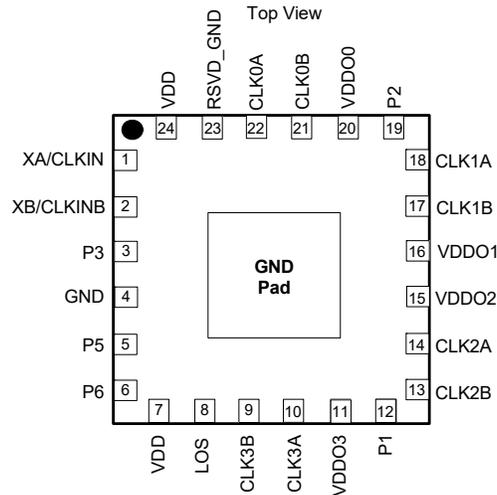 Top View
VDD
RSVD_GND
CLK0A
CLK0B
VDDO0
P2
24
23
22
21
20
19
XA/CLKIN 1
XB/CLKINB 2
P3 3
GND 4
P5 5
P6 6
GND
Pad
18 CLK1A
17 CLK1B
16 VDDO1
15 VDDO2
14 CLK2A
13 CLK2B
7
8
9
10
11
12
VDD
LOS
CLK3B
CLK3A
VDDO3
P1